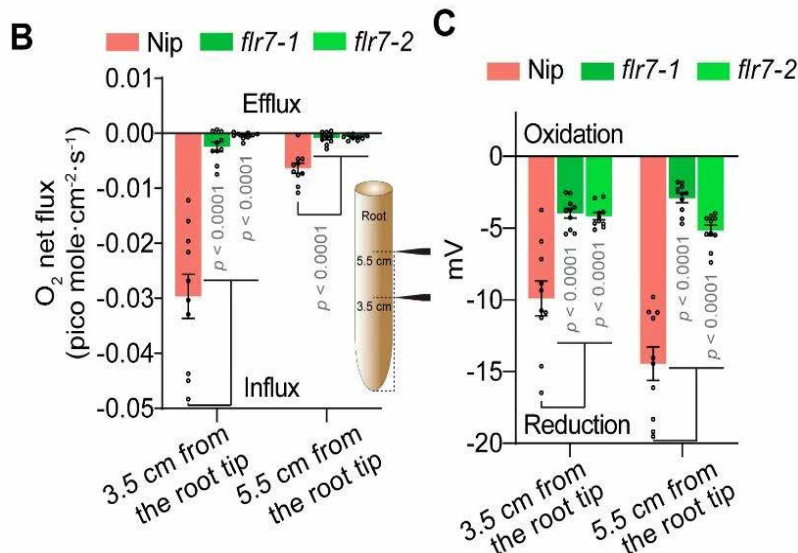 B
Nip flr7-1 flr7-2
O2 net flux
(pico mole·cm-2·s-1)
0.01
0.00
-0.01
-0.02
-0.03
-0.04
-0.05
Efflux
Influx
p < 0.0001
p < 0.0001
p < 0.0001
Root
5.5 cm
3.5 cm
3.5 cm from
the root tip
5.5 cm from
the root tip
C
Nip flr7-1 flr7-2
mV
0
-5
-10
-15
-20
Oxidation
Reduction
p < 0.0001
p < 0.0001
p < 0.0001
p < 0.0001
3.5 cm from
the root tip
5.5 cm from
the root tip